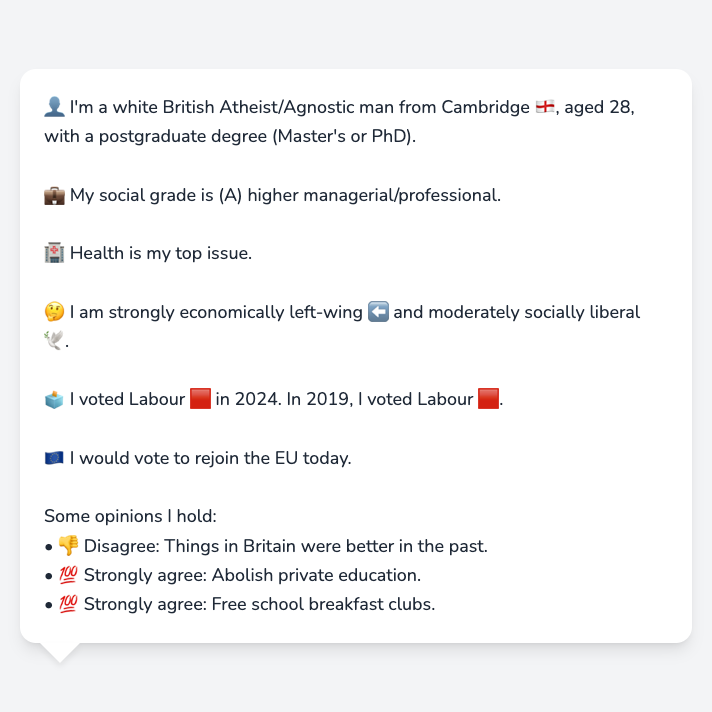 👤 I'm a white British Atheist/Agnostic man from Cambridge 🏴󠁧󠁢󠁥󠁮󠁧󠁿, aged 28,
with a postgraduate degree (Master's or PhD).
💼 My social grade is (A) higher managerial/professional.
🏥 Health is my top issue.
🤔 I am strongly economically left-wing ⬅️ and moderately socially liberal
🕊️.
🗳️ I voted Labour 🟥 in 2024. In 2019, I voted Labour 🟥.
🇪🇺 I would vote to rejoin the EU today.
Some opinions I hold:
• 👎 Disagree: Things in Britain were better in the past.
• 💯 Strongly agree: Abolish private education.
• 💯 Strongly agree: Free school breakfast clubs.